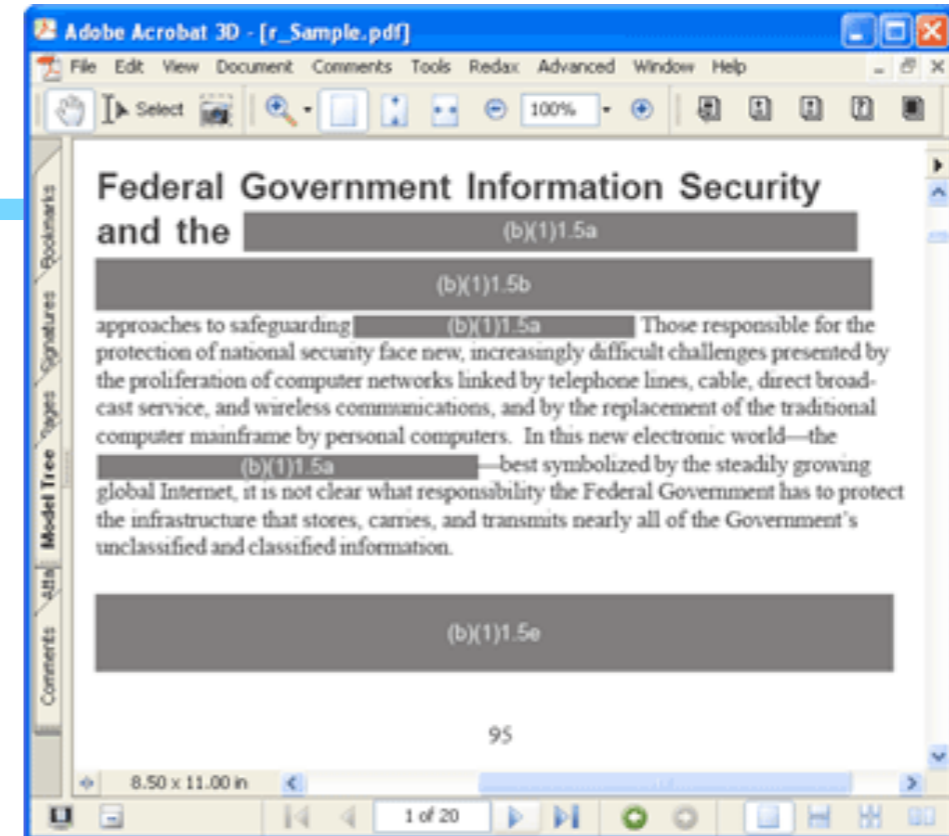 Adobe Acrobat 3D - [r_Sample.pdf]
File Edit View Document Comments Tools Redax Advanced Window Help
Select 100%
Bookmarks
Signatures
Pages
Model Tree
Comments
Federal Government Information Security
and the (b)(1)1.5a
(b)(1)1.5b
approaches to safeguarding (b)(1)1.5a Those responsible for the
protection of national security face new, increasingly difficult challenges presented by
the proliferation of computer networks linked by telephone lines, cable, direct broad-
cast service, and wireless communications, and by the replacement of the traditional
computer mainframe by personal computers. In this new electronic world—the
(b)(1)1.5a —best symbolized by the steadily growing
global Internet, it is not clear what responsibility the Federal Government has to protect
the infrastructure that stores, carries, and transmits nearly all of the Government's
unclassified and classified information.
(b)(1)1.5e
95
8.50 x 11.00 in
1 of 20